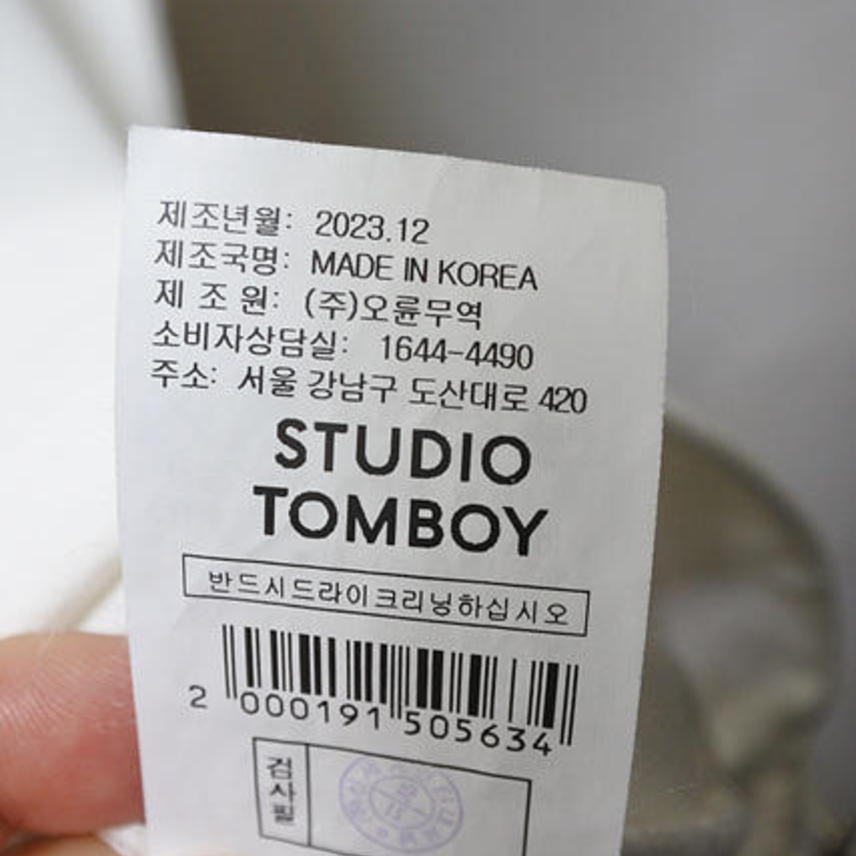 제조년월: 2023.12
제조국명: MADE IN KOREA
제 조 원: (주)오륜무역
소비자상담실: 1644-4490
주소: 서울 강남구 도산대로 420
STUDIO
TOMBOY
반드시드라이크리닝하십시오
2 000191 505634
검사필